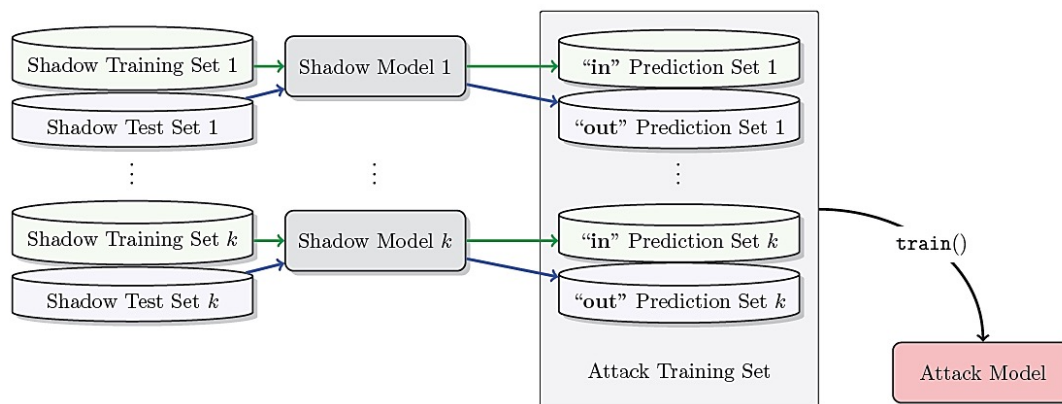 Shadow Training Set 1
Shadow Model 1
“in” Prediction Set 1
Shadow Test Set 1
“out” Prediction Set 1
Shadow Training Set k
Shadow Model k
“in” Prediction Set k
train()
Shadow Test Set k
“out” Prediction Set k
Attack Training Set
Attack Model